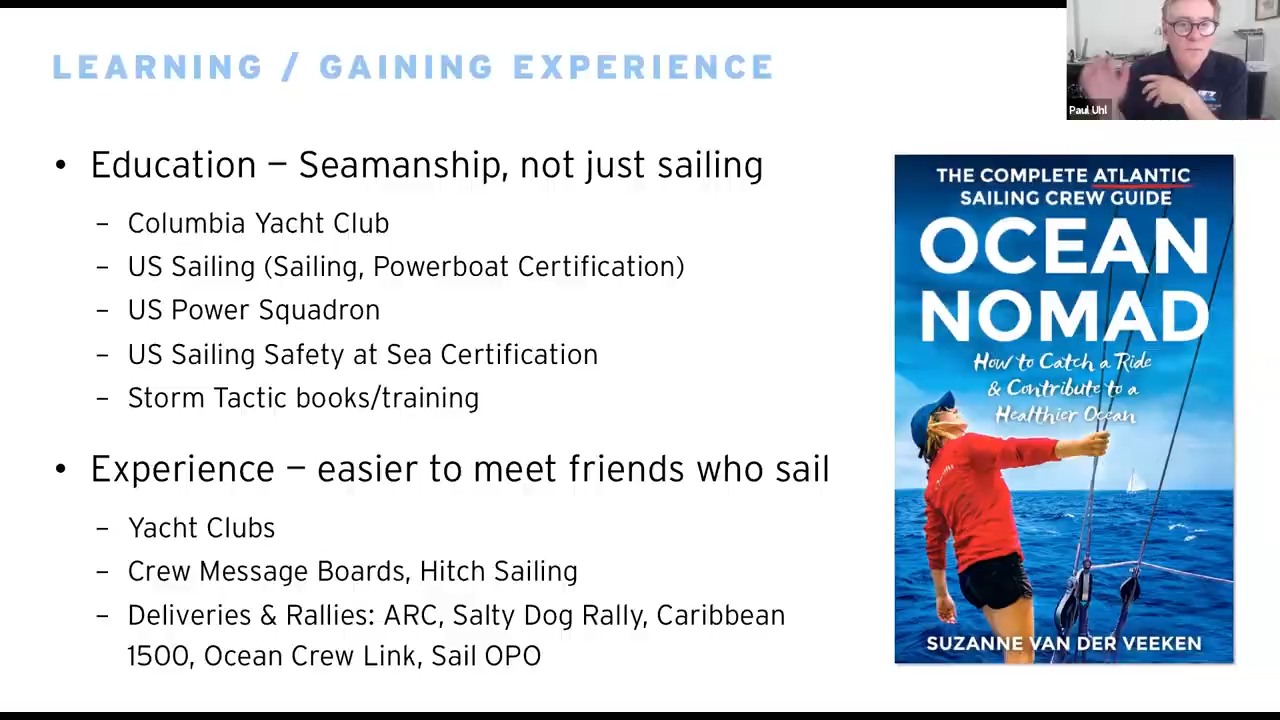 LEARNING / GAINING EXPERIENCE
Paul Uhl
• Education – Seamanship, not just sailing
– Columbia Yacht Club
– US Sailing (Sailing, Powerboat Certification)
– US Power Squadron
– US Sailing Safety at Sea Certification
– Storm Tactic books/training
• Experience – easier to meet friends who sail
– Yacht Clubs
– Crew Message Boards, Hitch Sailing
– Deliveries & Rallies: ARC, Salty Dog Rally, Caribbean
1500, Ocean Crew Link, Sail OPO
THE COMPLETE ATLANTIC
SAILING CREW GUIDE
OCEAN
NOMAD
How to Catch a Ride
& Contribute to a
Healthier Ocean
SUZANNE VAN DER VEEKEN